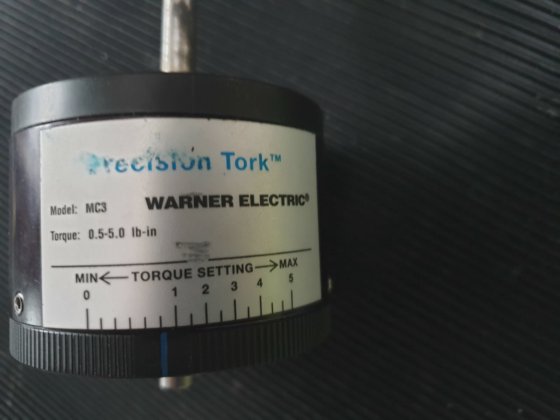 Precision Tork™
Model: MC3 WARNER ELECTRIC®
Torque: 0.5-5.0 lb-in
MIN← TORQUE SETTING →MAX
0 1 2 3 4 5